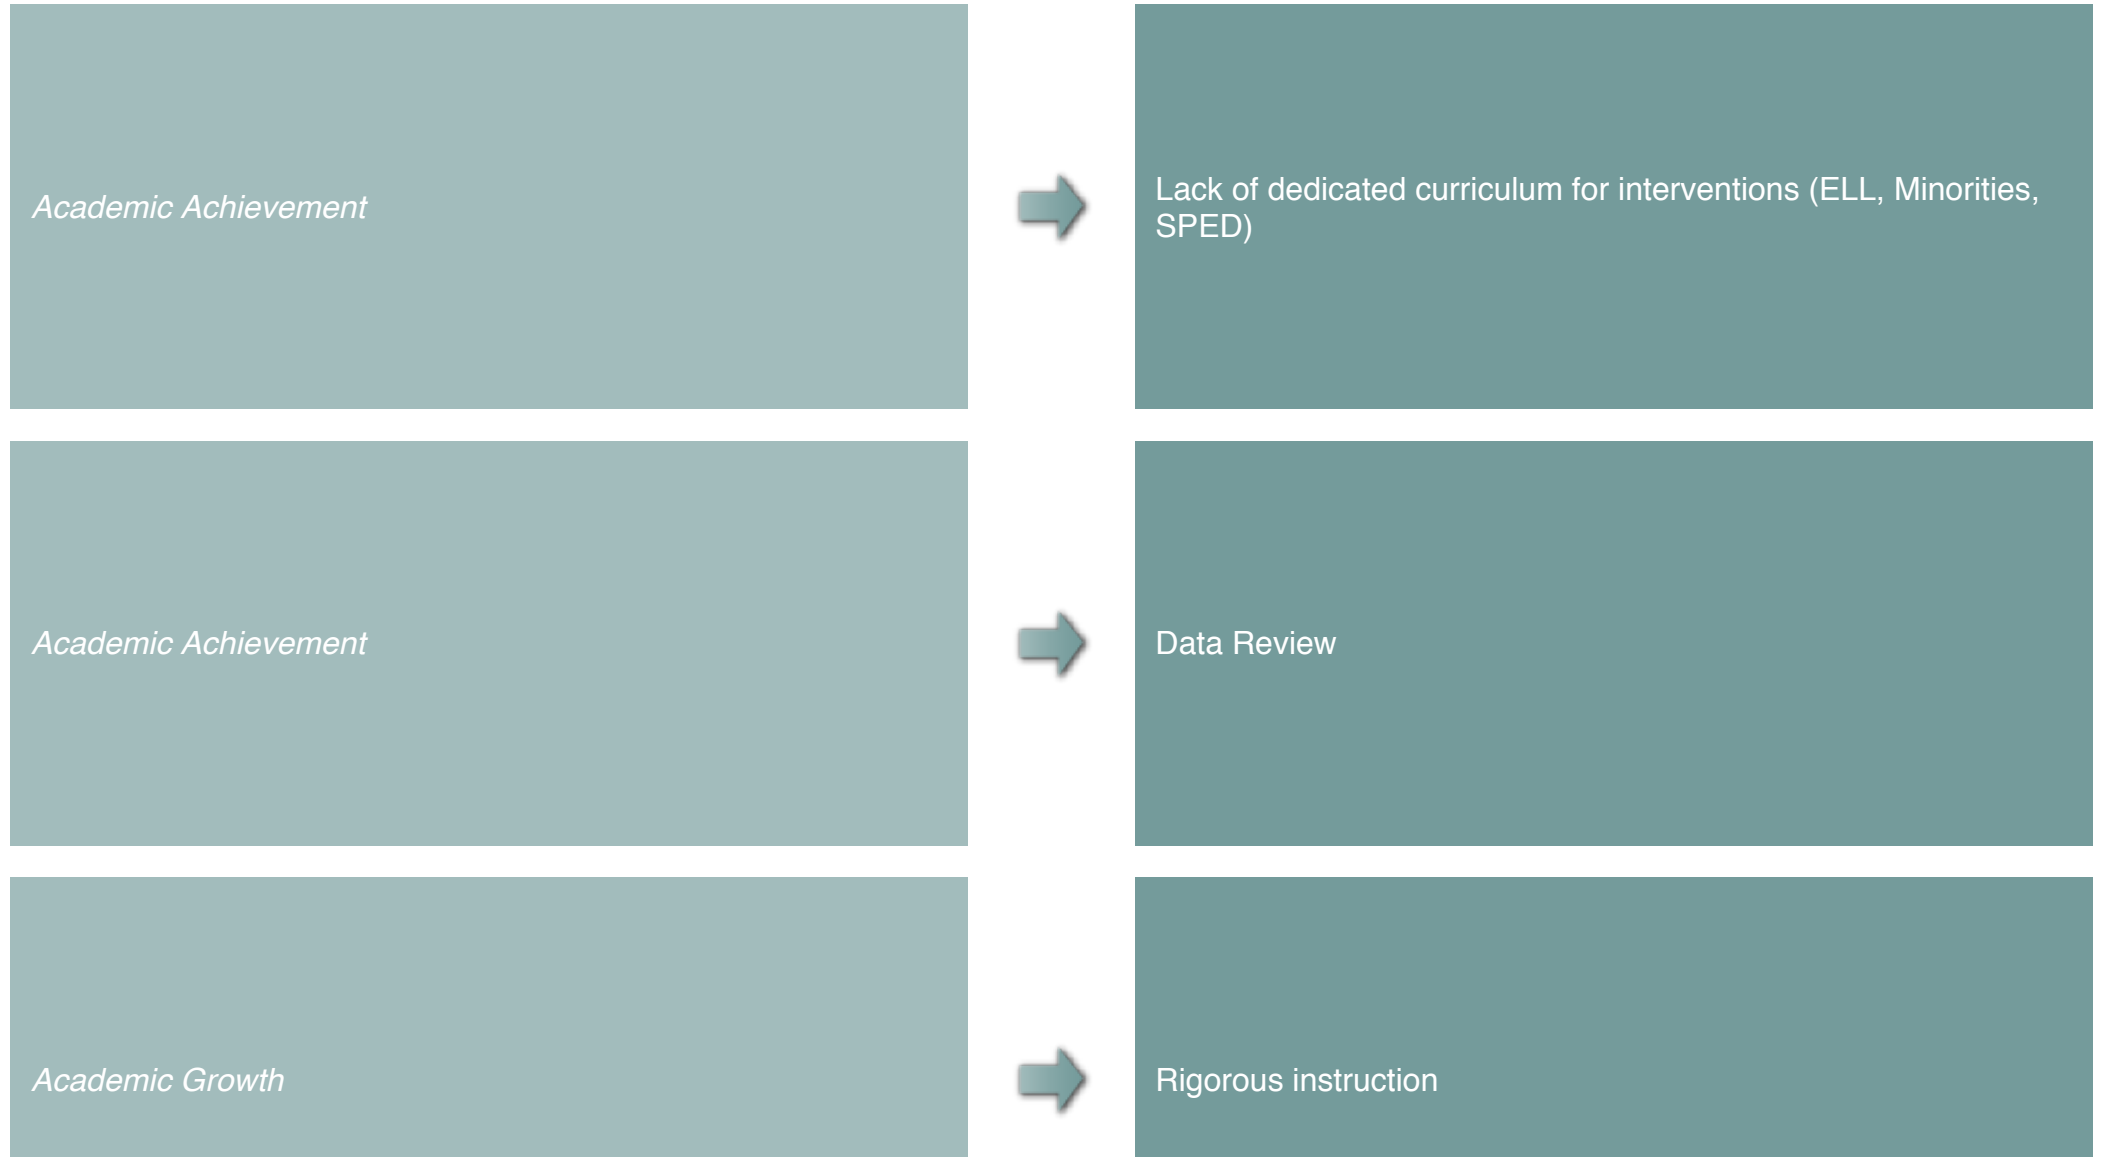 Academic Achievement
Lack of dedicated curriculum for interventions (ELL, Minorities,
SPED)
Academic Achievement
Data Review
Academic Growth
Rigorous instruction